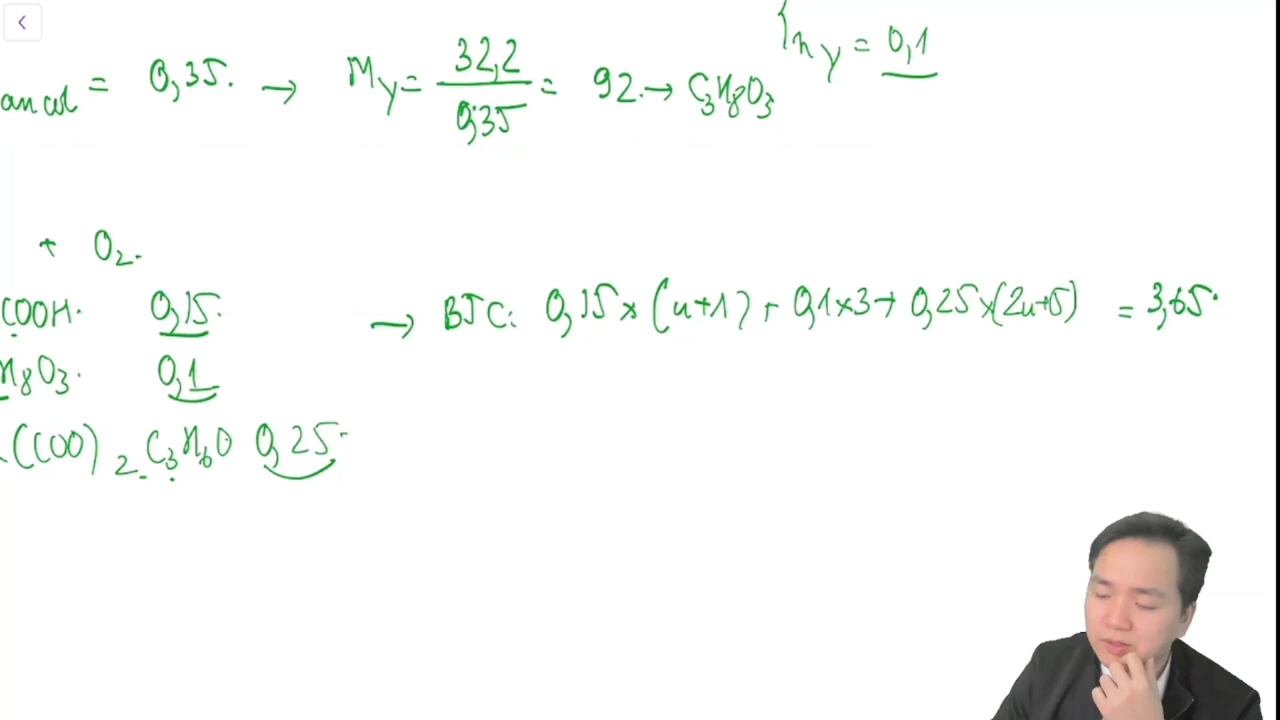 n_Y = 0,1
ancol = 0,35. → M_Y = 32,2 / 0,35 = 92. → C₃H₈O₃
+ O₂.
COOH. 0,15. → BTC: 0,15 × (n+1) + 0,1×3 + 0,25×(2n+5) = 3,65.
H₈O₃. 0,1
(COO)₂ C₃H₆O 0,25.